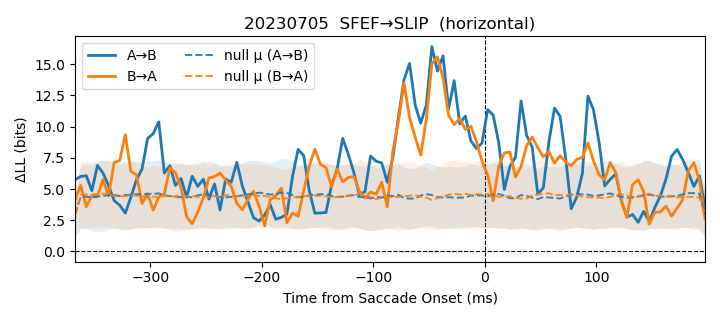 20230705  SFEF→SLIP  (horizontal)
A→B
B→A
null μ (A→B)
null μ (B→A)
ΔLL (bits)
15.0
12.5
10.0
7.5
5.0
2.5
0.0
−300
−200
−100
0
100
Time from Saccade Onset (ms)